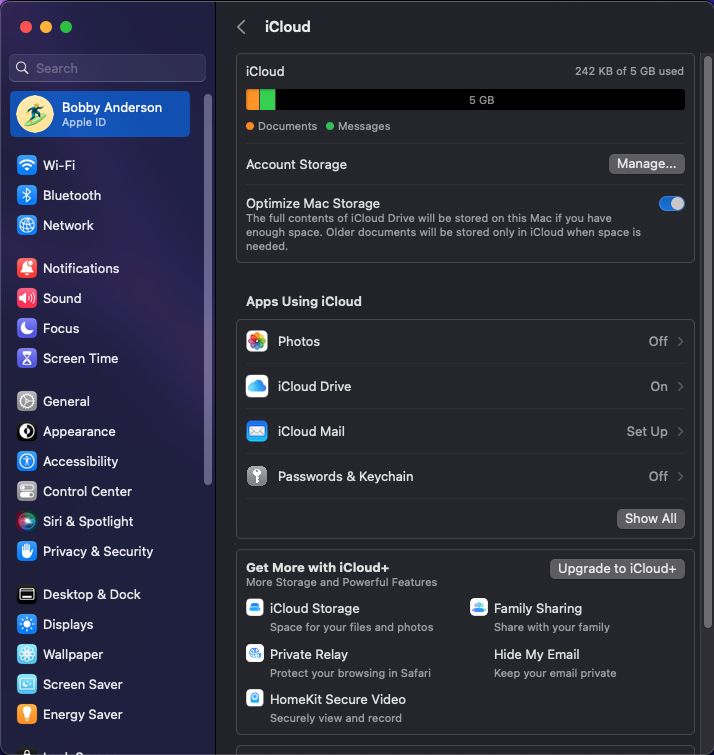 iCloud
Search
Bobby Anderson
Apple ID
Wi-Fi
Bluetooth
Network
Notifications
Sound
Focus
Screen Time
General
Appearance
Accessibility
Control Center
Siri & Spotlight
Privacy & Security
Desktop & Dock
Displays
Wallpaper
Screen Saver
Energy Saver
iCloud
242 KB of 5 GB used
5 GB
Documents
Messages
Account Storage
Manage...
Optimize Mac Storage
The full contents of iCloud Drive will be stored on this Mac if you have
enough space. Older documents will be stored only in iCloud when space is
needed.
Apps Using iCloud
Photos
Off
iCloud Drive
On
iCloud Mail
Set Up
Passwords & Keychain
Off
Show All
Get More with iCloud+
More Storage and Powerful Features
Upgrade to iCloud+
iCloud Storage
Space for your files and photos
Family Sharing
Share with your family
Private Relay
Protect your browsing in Safari
Hide My Email
Keep your email private
HomeKit Secure Video
Securely view and record